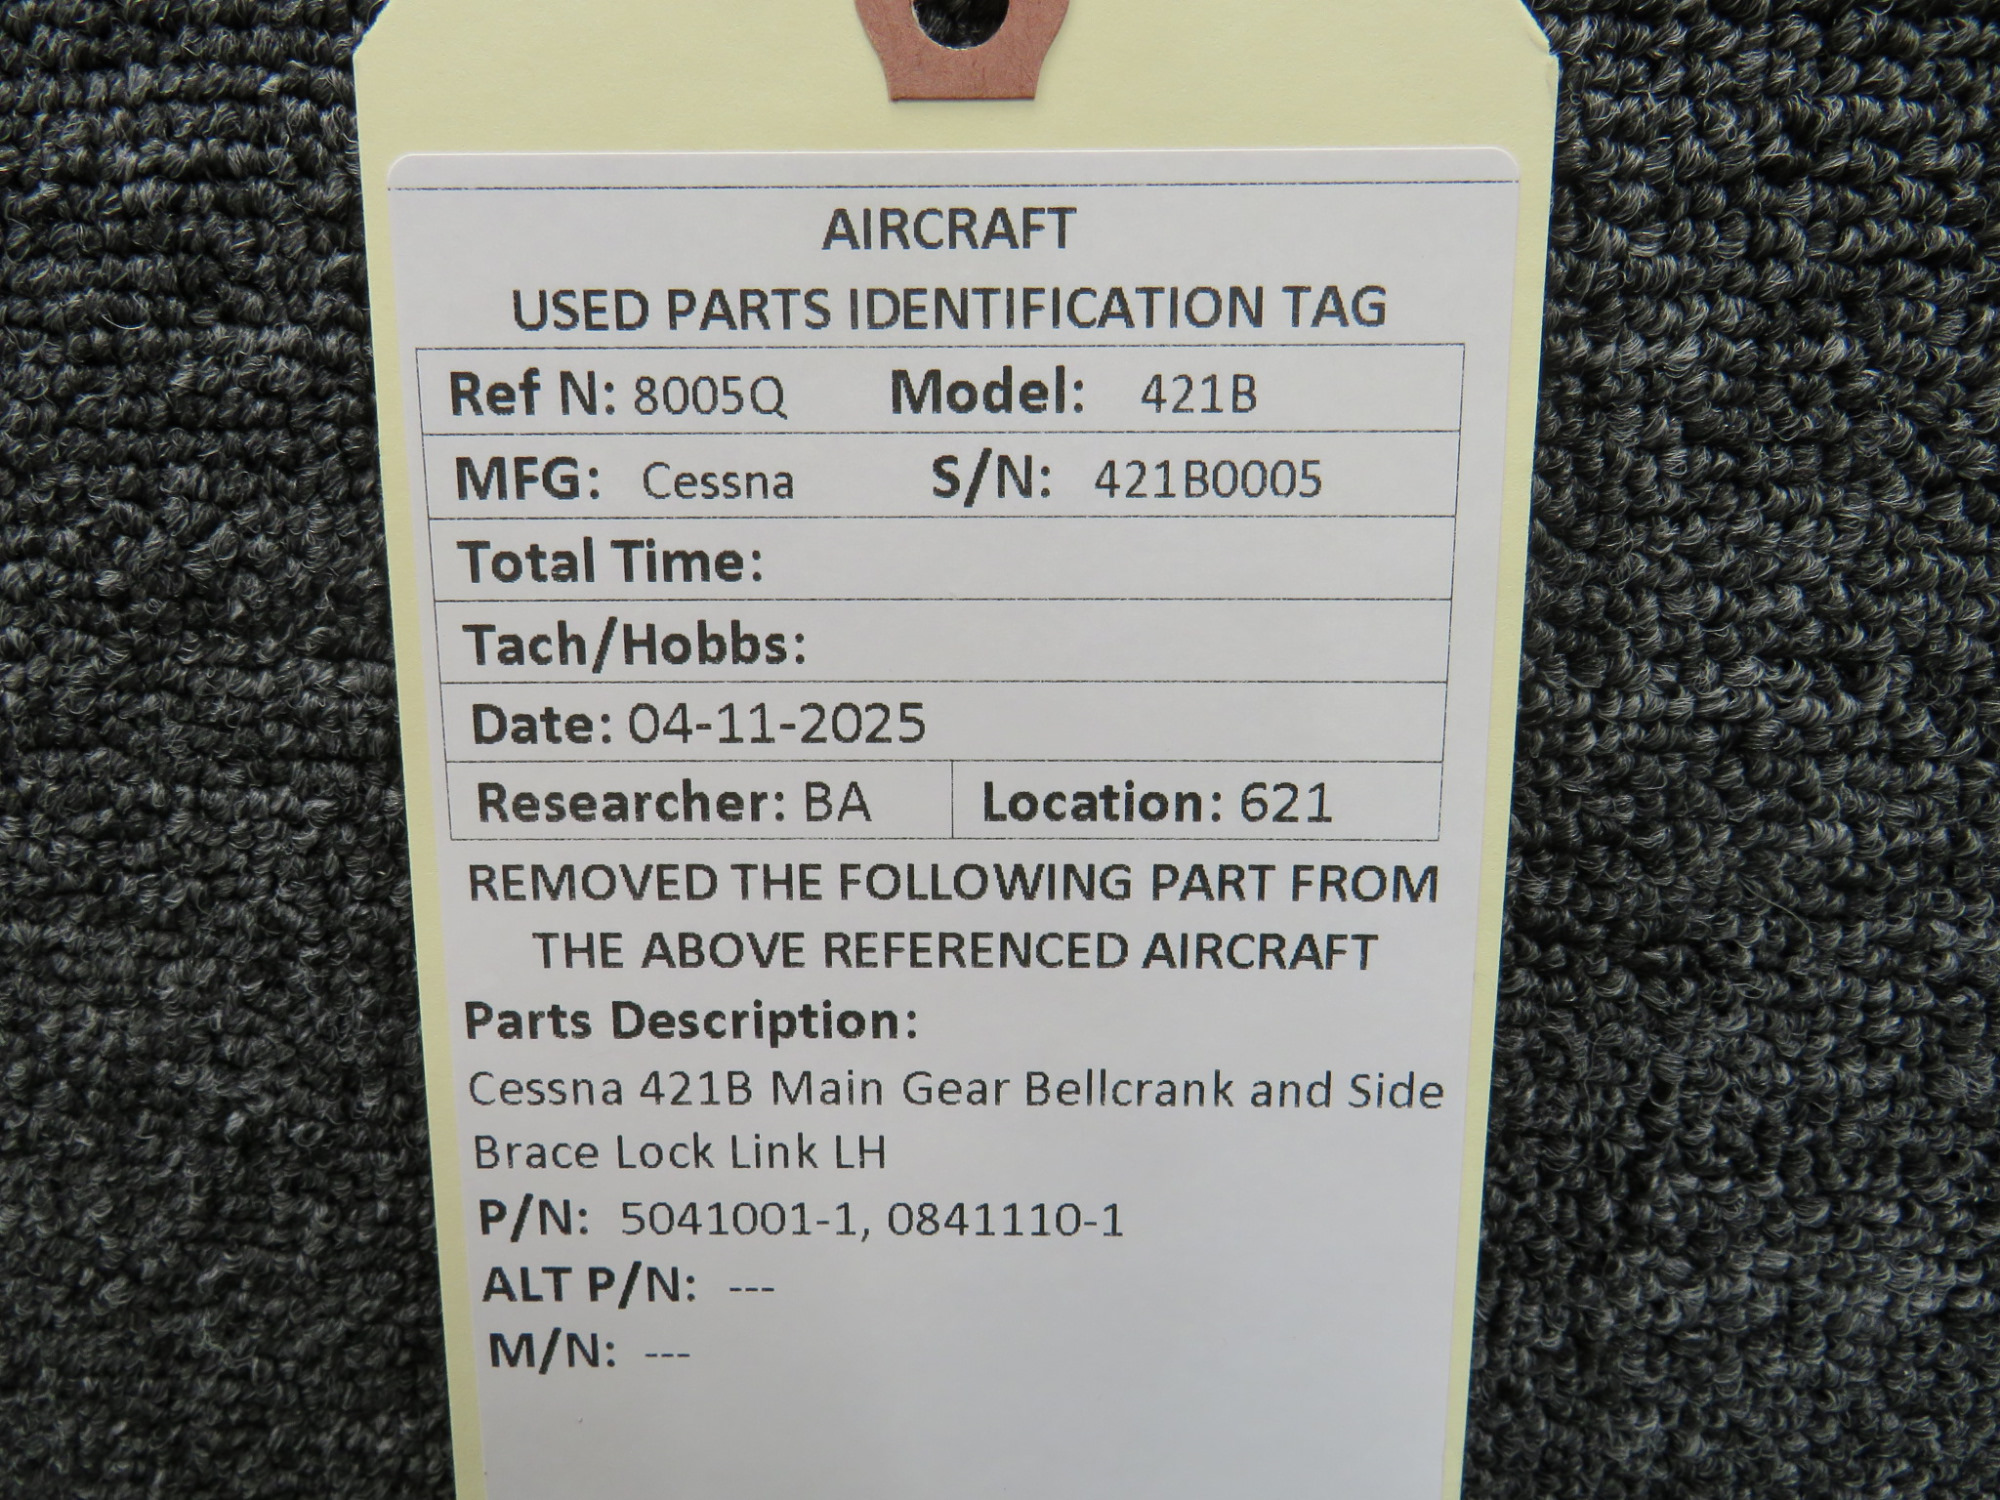 AIRCRAFT
USED PARTS IDENTIFICATION TAG
Ref N: 8005Q Model: 421B
MFG: Cessna S/N: 421B0005
Total Time:
Tach/Hobbs:
Date: 04-11-2025
Researcher: BA Location: 621
REMOVED THE FOLLOWING PART FROM
THE ABOVE REFERENCED AIRCRAFT
Parts Description:
Cessna 421B Main Gear Bellcrank and Side
Brace Lock Link LH
P/N: 5041001-1, 0841110-1
ALT P/N: ---
M/N: ---